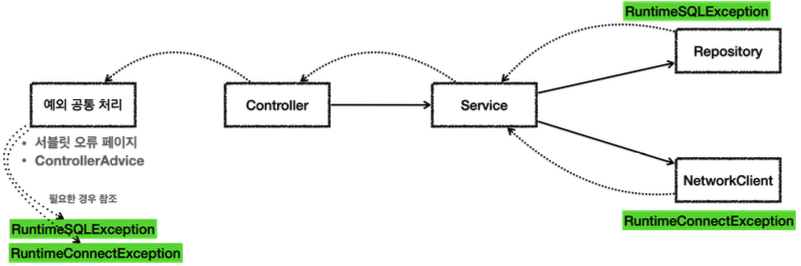 RuntimeSQLException
Repository
예외 공통 처리
Controller
Service
• 서블릿 오류 페이지
• ControllerAdvice
NetworkClient
필요한 경우 참조
RuntimeSQLException
RuntimeConnectException
RuntimeConnectException